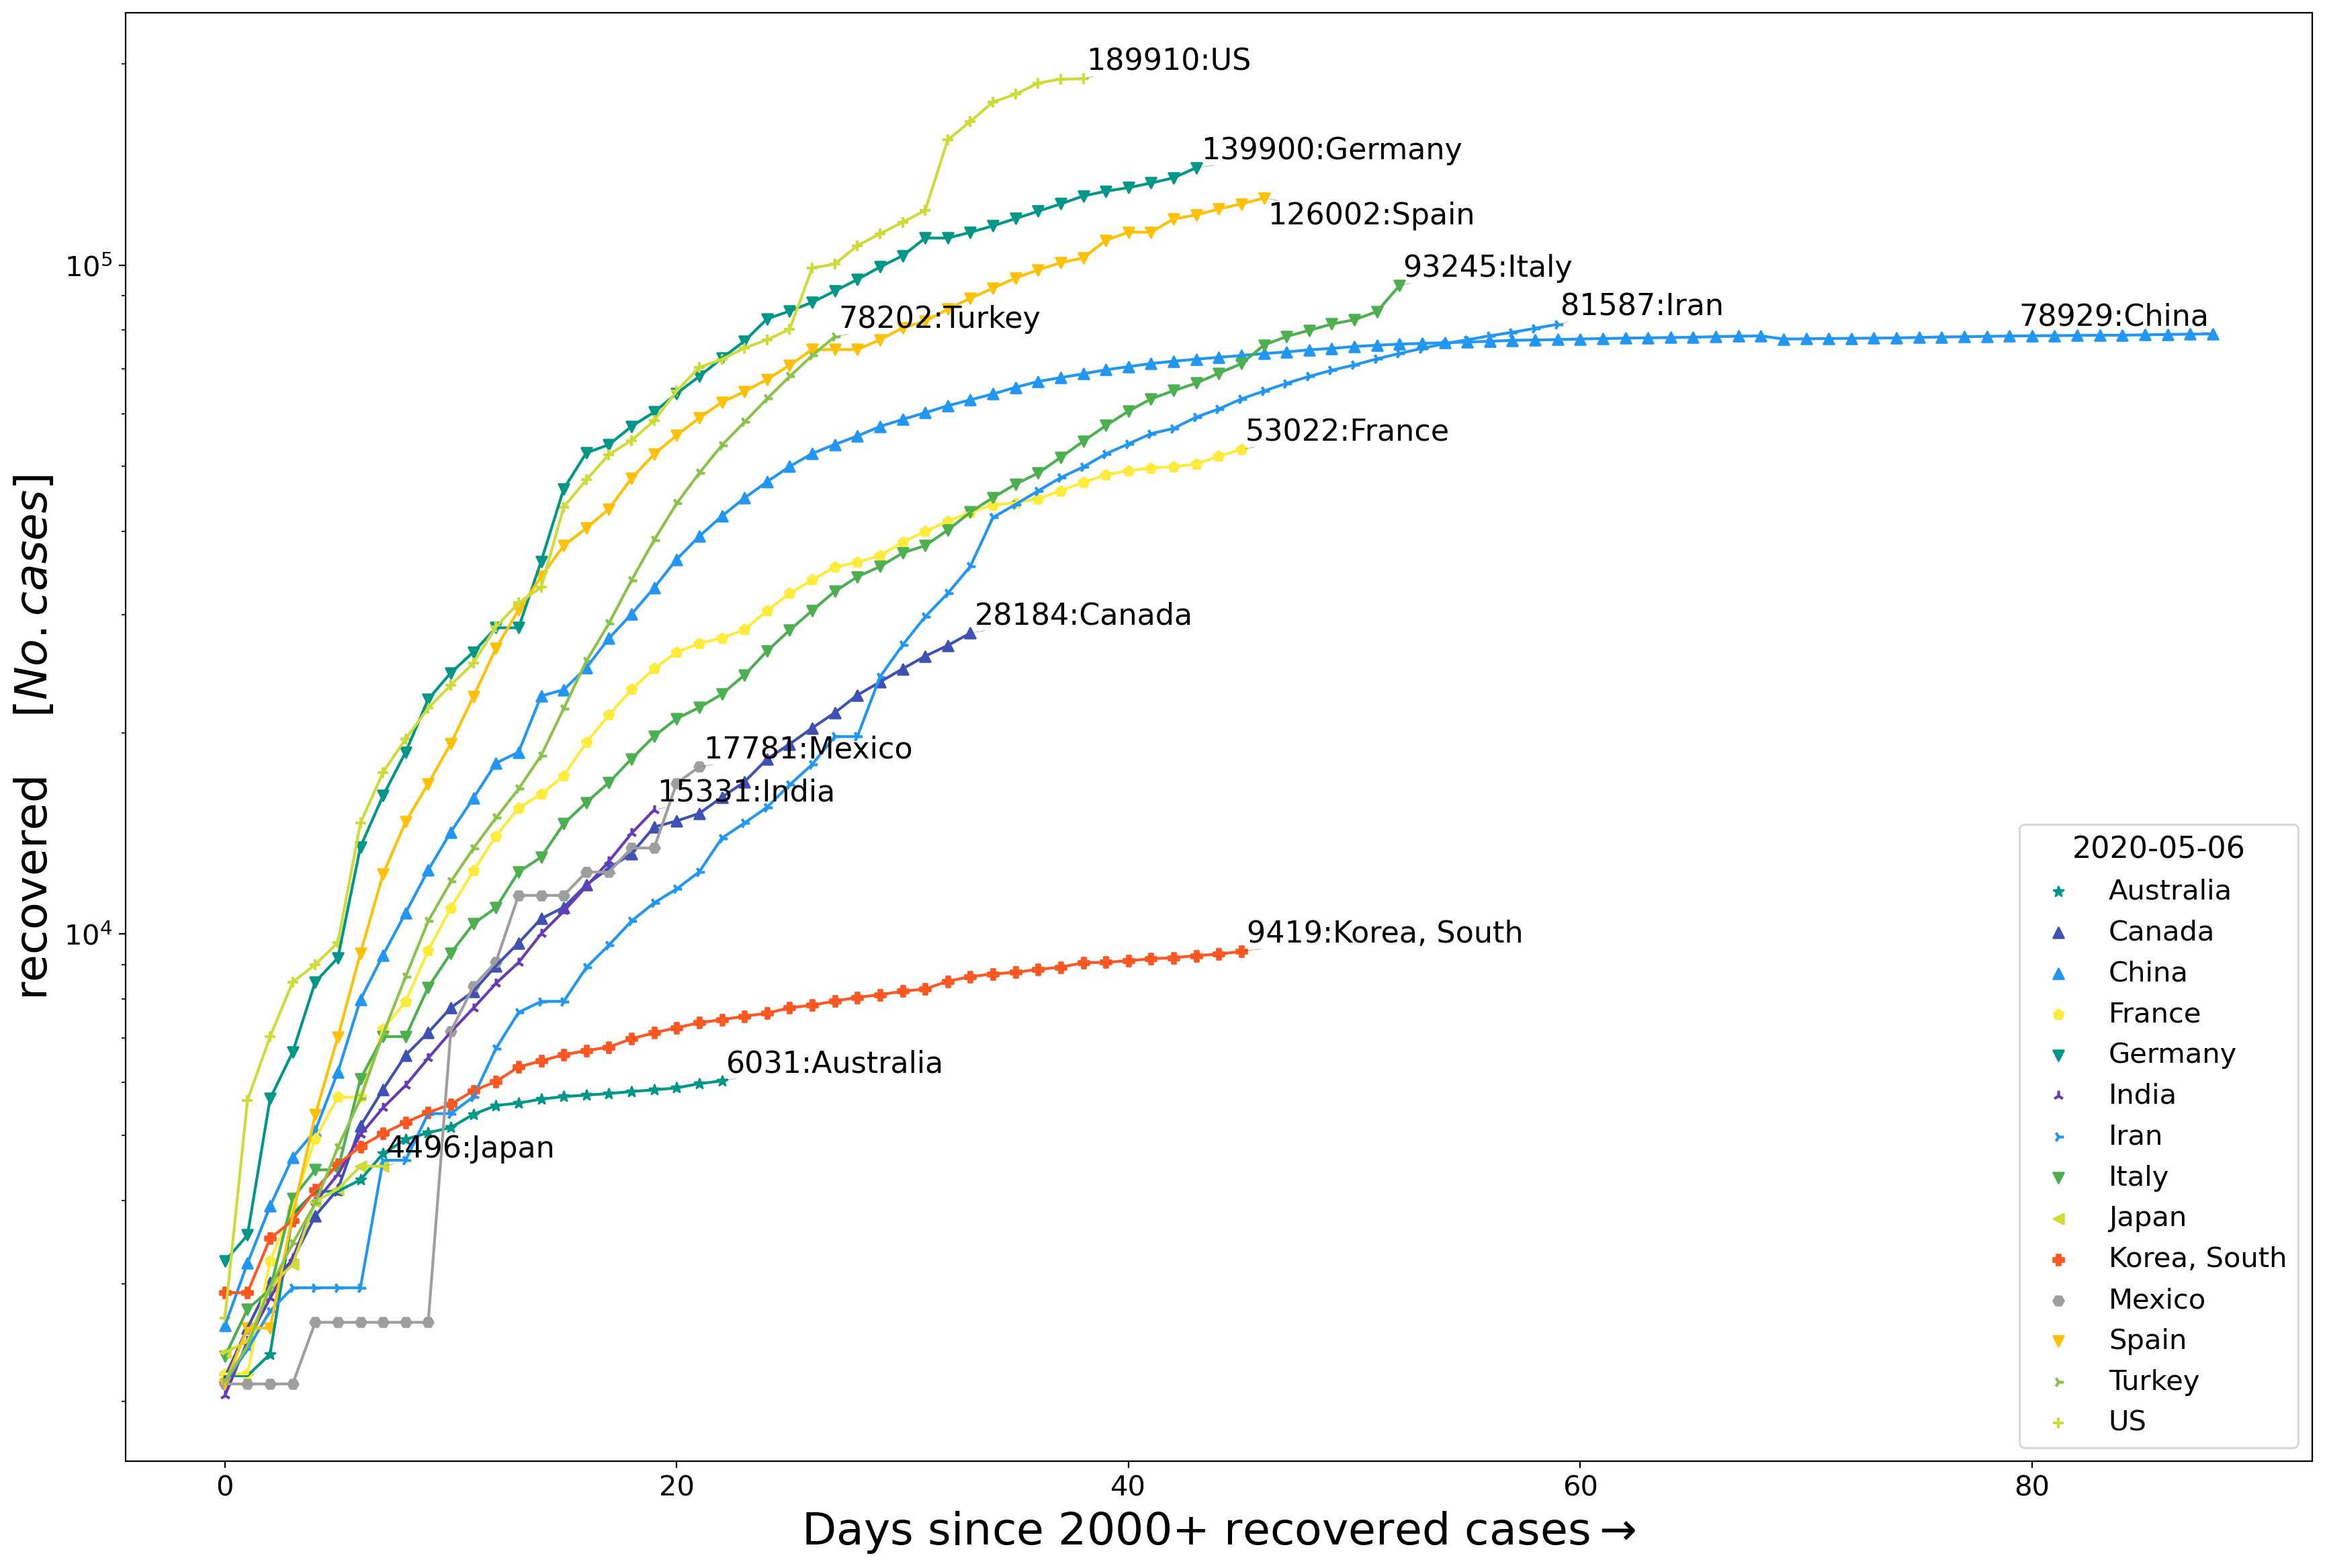 189910:US
139900:Germany
126002:Spain
93245:Italy
81587:Iran
78929:China
78202:Turkey
53022:France
28184:Canada
17781:Mexico
15331:India
9419:Korea, South
6031:Australia
4496:Japan
10^5
10^4
recovered [No. cases]
0 20 40 60 80
Days since 2000+ recovered cases→
2020-05-06
Australia
Canada
China
France
Germany
India
Iran
Italy
Japan
Korea, South
Mexico
Spain
Turkey
US